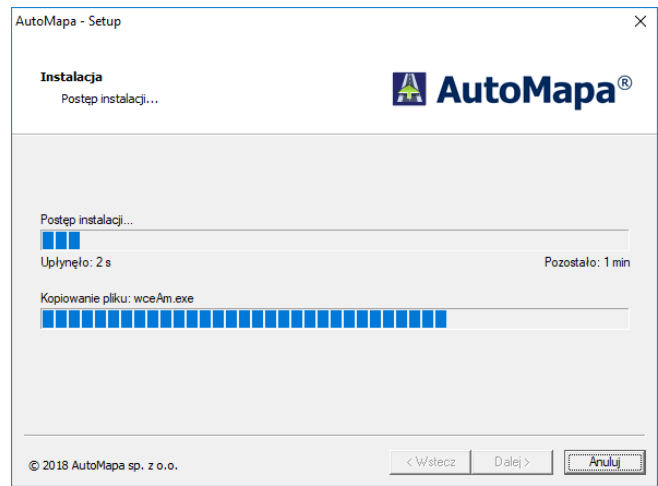 AutoMapa - Setup
Instalacja
Postęp instalacji...
AutoMapa®
Postęp instalacji...
Upłynęło: 2 s
Pozostało: 1 min
Kopiowanie pliku: wceAm.exe
© 2018 AutoMapa sp. z o.o.
< Wstecz
Dalej >
Anuluj